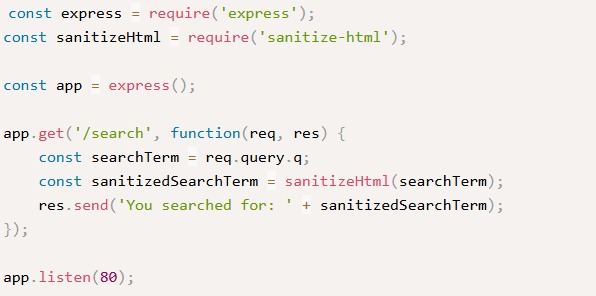 const express = require('express');
const sanitizeHtml = require('sanitize-html');

const app = express();

app.get('/search', function(req, res) {
    const searchTerm = req.query.q;
    const sanitizedSearchTerm = sanitizeHtml(searchTerm);
    res.send('You searched for: ' + sanitizedSearchTerm);
});

app.listen(80);